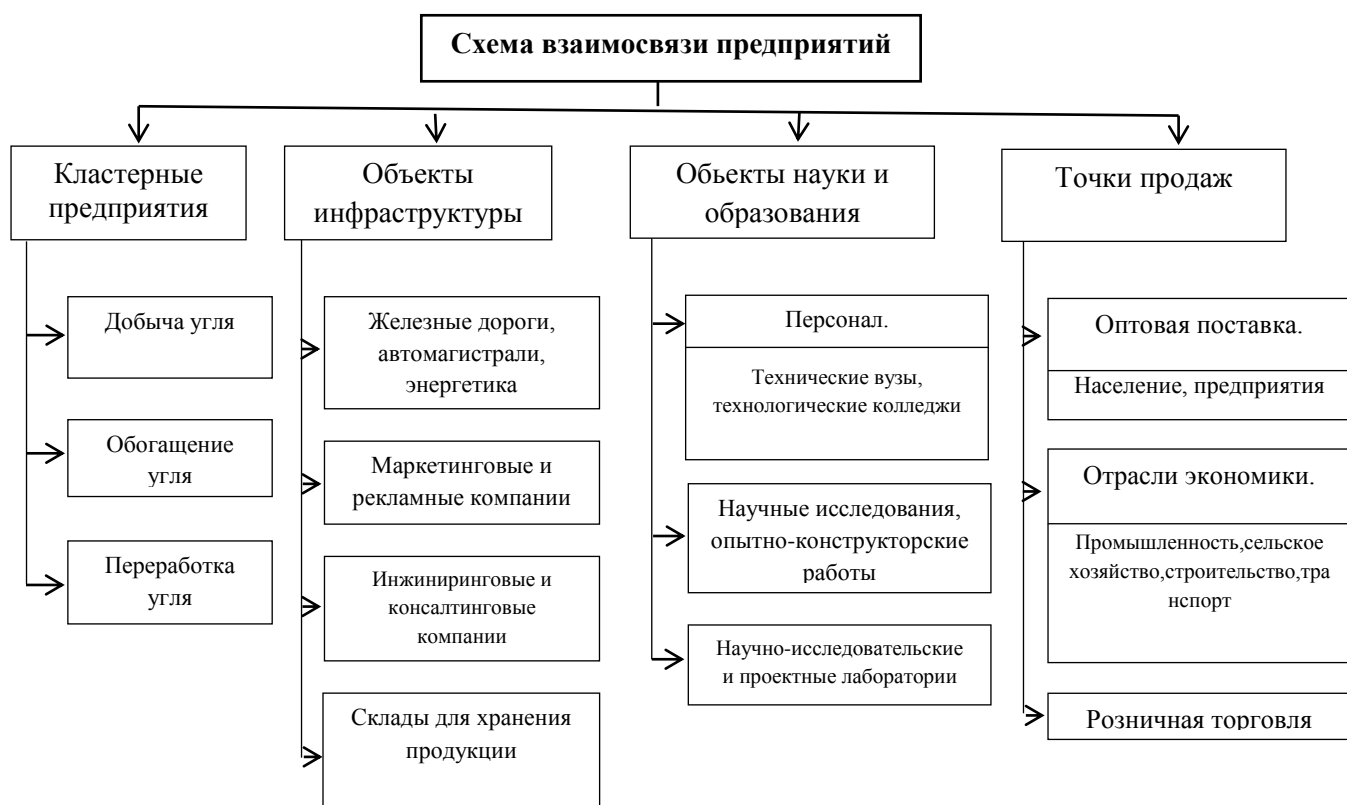 Схема взаимосвязи предприятий
Кластерные
предприятия
Добыча угля
Обогащение
угля
Переработка
угля
Объекты
инфраструктуры
Железные дороги,
автомагистрали,
энергетика
Маркетинговые и
рекламные компании
Инжиниринговые и
консалтинговые
компании
Склады для хранения
продукции
Обьекты науки и
образования
Персонал.
Технические вузы,
технологические колледжи
Научные исследования,
опытно-конструкторские
работы
Научно-исследовательские
и проектные лаборатории
Точки продаж
Оптовая поставка.
Население, предприятия
Отрасли экономики.
Промышленность,сельское
хозяйство,строительство,тра
нспорт
Розничная торговля